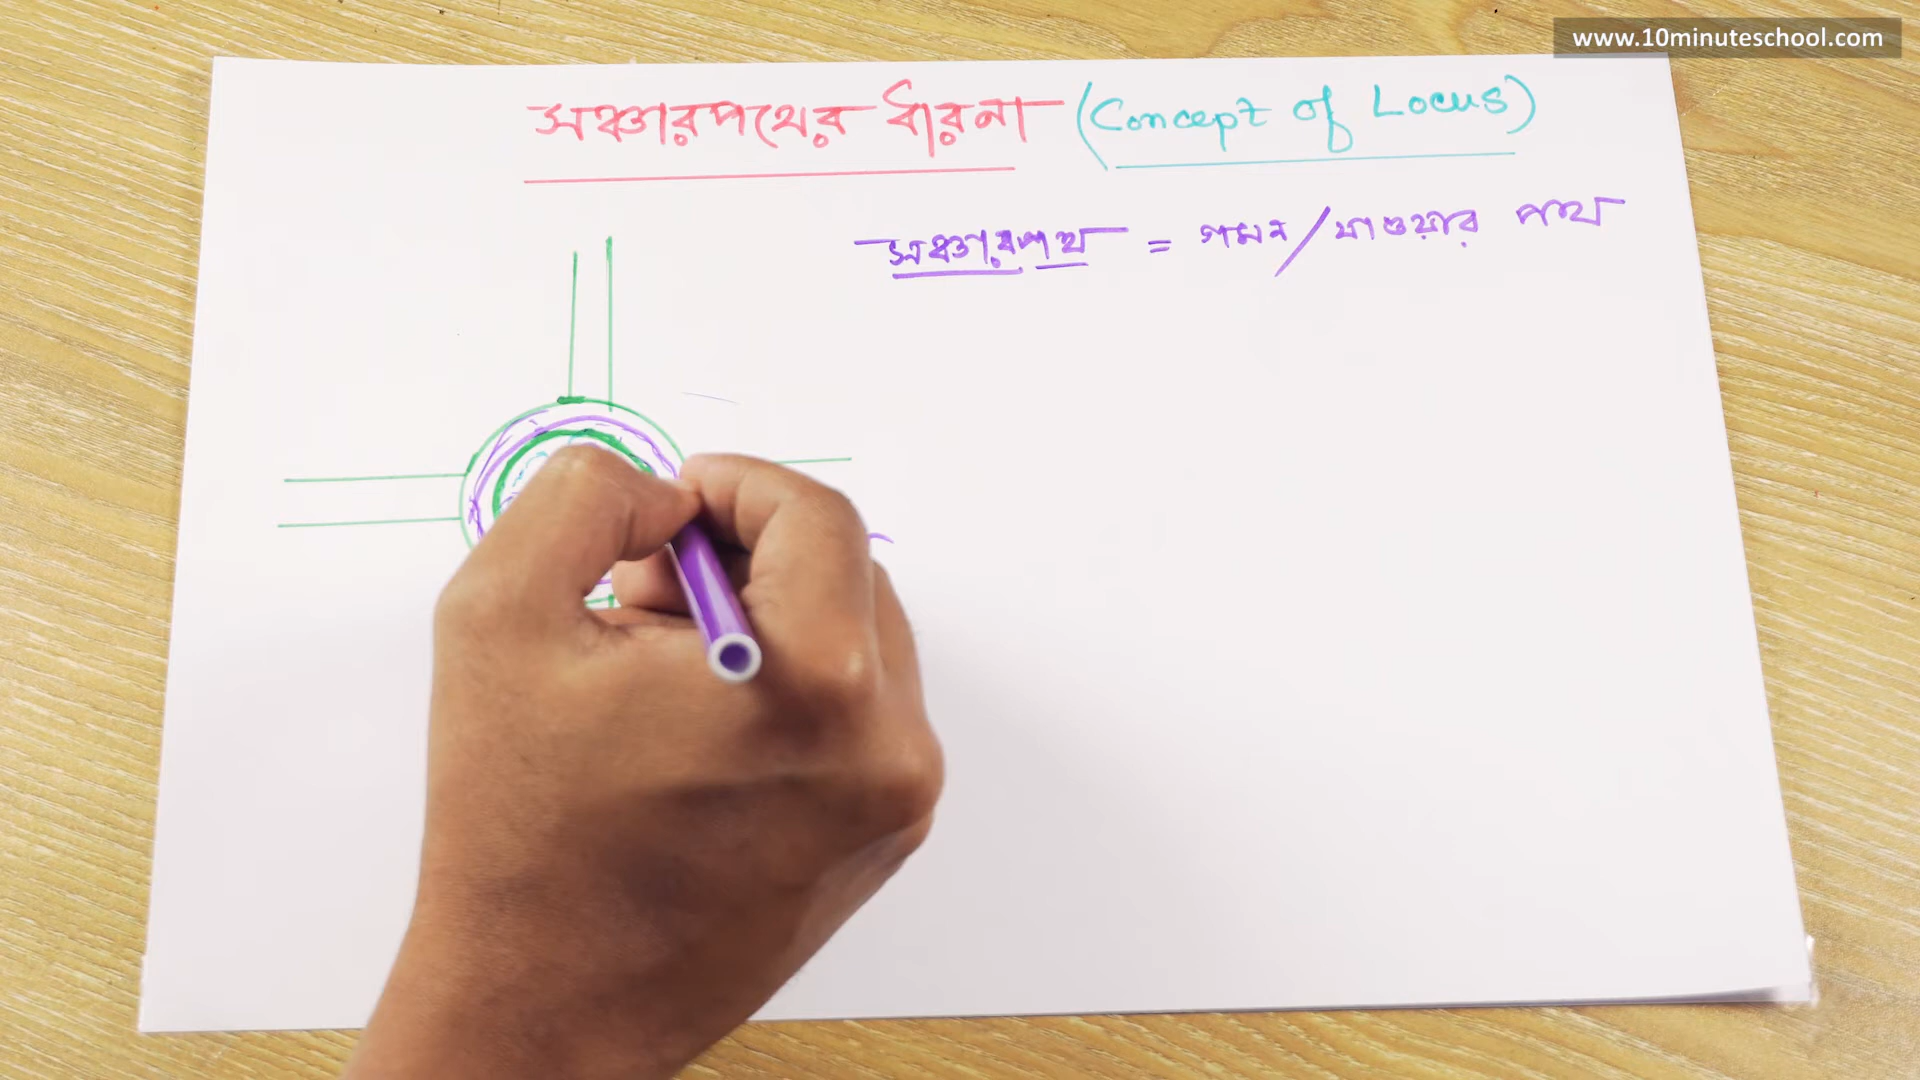 www.10minuteschool.com
সঞ্চারপথের ধারনা (Concept of Locus)
সঞ্চারপথ = গমন/যাওয়ার পথ